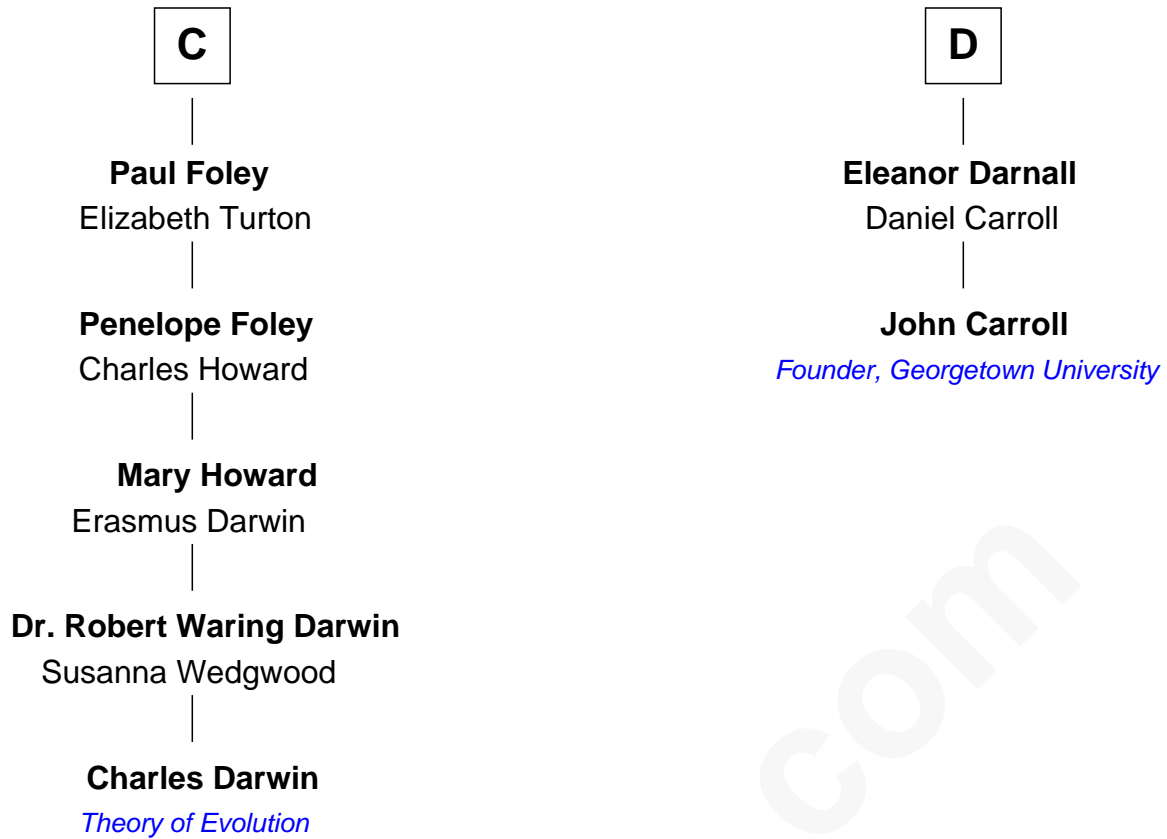 C
Paul Foley
Elizabeth Turton
Penelope Foley
Charles Howard
Mary Howard
Erasmus Darwin
Dr. Robert Waring Darwin
Susanna Wedgwood
Charles Darwin
Theory of Evolution
D
Eleanor Darnall
Daniel Carroll
John Carroll
Founder, Georgetown University
com